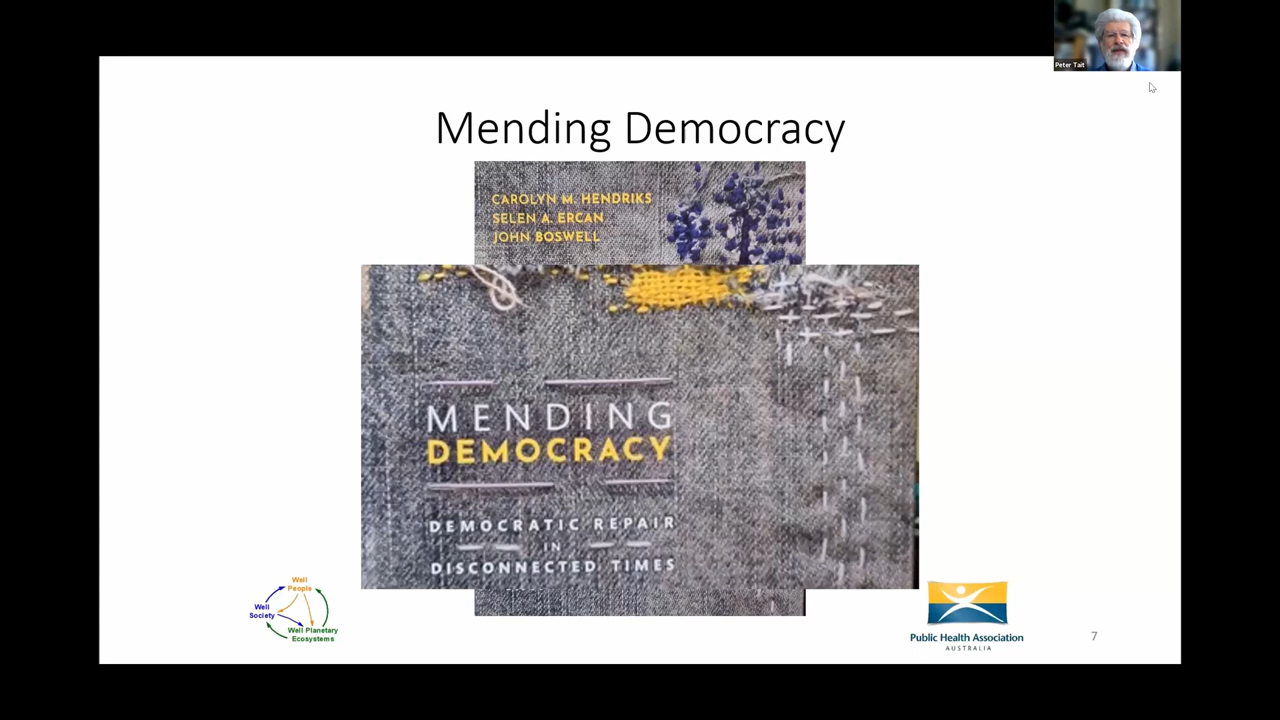 Peter Tait
Mending Democracy
CAROLYN M. HENDRIKS
SELEN A. ERCAN
JOHN BOSWELL
MENDING
DEMOCRACY
DEMOCRATIC REPAIR
IN
DISCONNECTED TIMES
Well
People
Well
Society
Well Planetary
Ecosystems
Public Health Association
AUSTRALIA
7